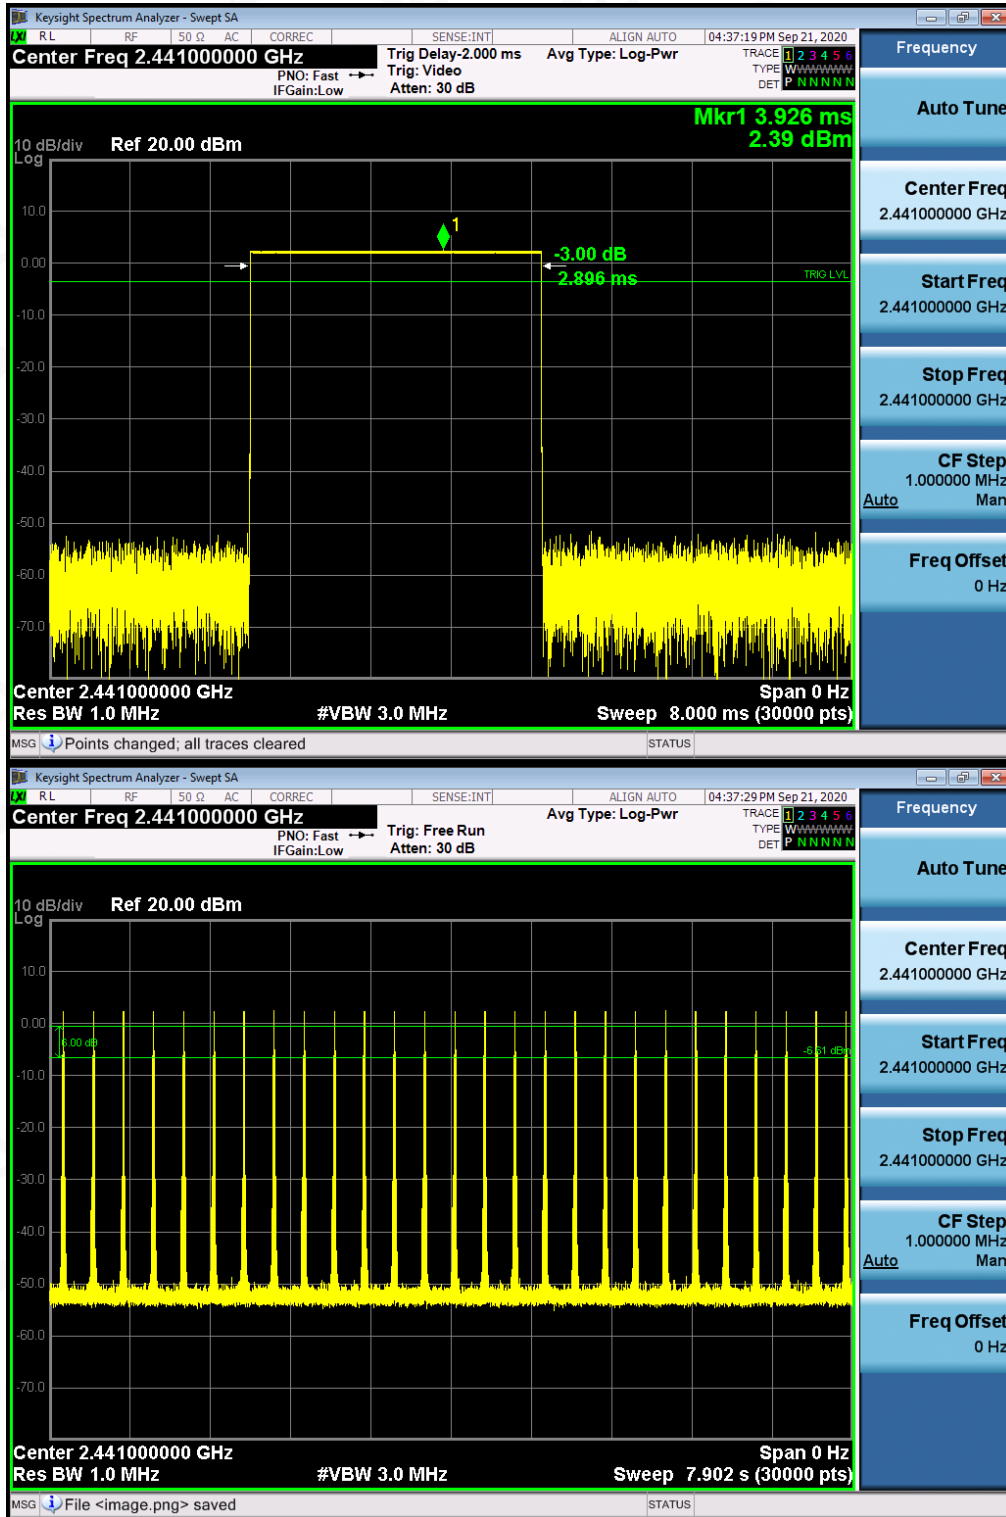 Keysight Spectrum Analyzer - Swept SA
LXI RL RF 50 Ω AC CORREC SENSE:INT ALIGN AUTO 04:37:19 PM Sep 21, 2020
Center Freq 2.441000000 GHz
PNO: Fast
IFGain:Low
Trig Delay-2.000 ms
Trig: Video
Atten: 30 dB
Avg Type: Log-Pwr
TRACE 1 2 3 4 5 6
TYPE WWWWWW
DET P N N N N N
Mkr1 3.926 ms
2.39 dBm
10 dB/div
Log
Ref 20.00 dBm
10.0
0.00
-10.0
-20.0
-30.0
-40.0
-50.0
-60.0
-70.0
1
-3.00 dB
2.896 ms
TRIG LVL
Center 2.441000000 GHz
Span 0 Hz
Res BW 1.0 MHz
#VBW 3.0 MHz
Sweep 8.000 ms (30000 pts)
MSG Points changed; all traces cleared
STATUS
Frequency
Auto Tune
Center Freq
2.441000000 GHz
Start Freq
2.441000000 GHz
Stop Freq
2.441000000 GHz
CF Step
1.000000 MHz
Auto Man
Freq Offset
0 Hz
Keysight Spectrum Analyzer - Swept SA
LXI RL RF 50 Ω AC CORREC SENSE:INT ALIGN AUTO 04:37:29 PM Sep 21, 2020
Center Freq 2.441000000 GHz
PNO: Fast
IFGain:Low
Trig: Free Run
Atten: 30 dB
Avg Type: Log-Pwr
TRACE 1 2 3 4 5 6
TYPE WWWWWW
DET P N N N N N
10 dB/div
Log
Ref 20.00 dBm
10.0
0.00
-10.0
-20.0
-30.0
-40.0
-50.0
-60.0
-70.0
6.00 dB
-6.61 dBm
Center 2.441000000 GHz
Span 0 Hz
Res BW 1.0 MHz
#VBW 3.0 MHz
Sweep 7.902 s (30000 pts)
MSG File <image.png> saved
STATUS
Frequency
Auto Tune
Center Freq
2.441000000 GHz
Start Freq
2.441000000 GHz
Stop Freq
2.441000000 GHz
CF Step
1.000000 MHz
Auto Man
Freq Offset
0 Hz